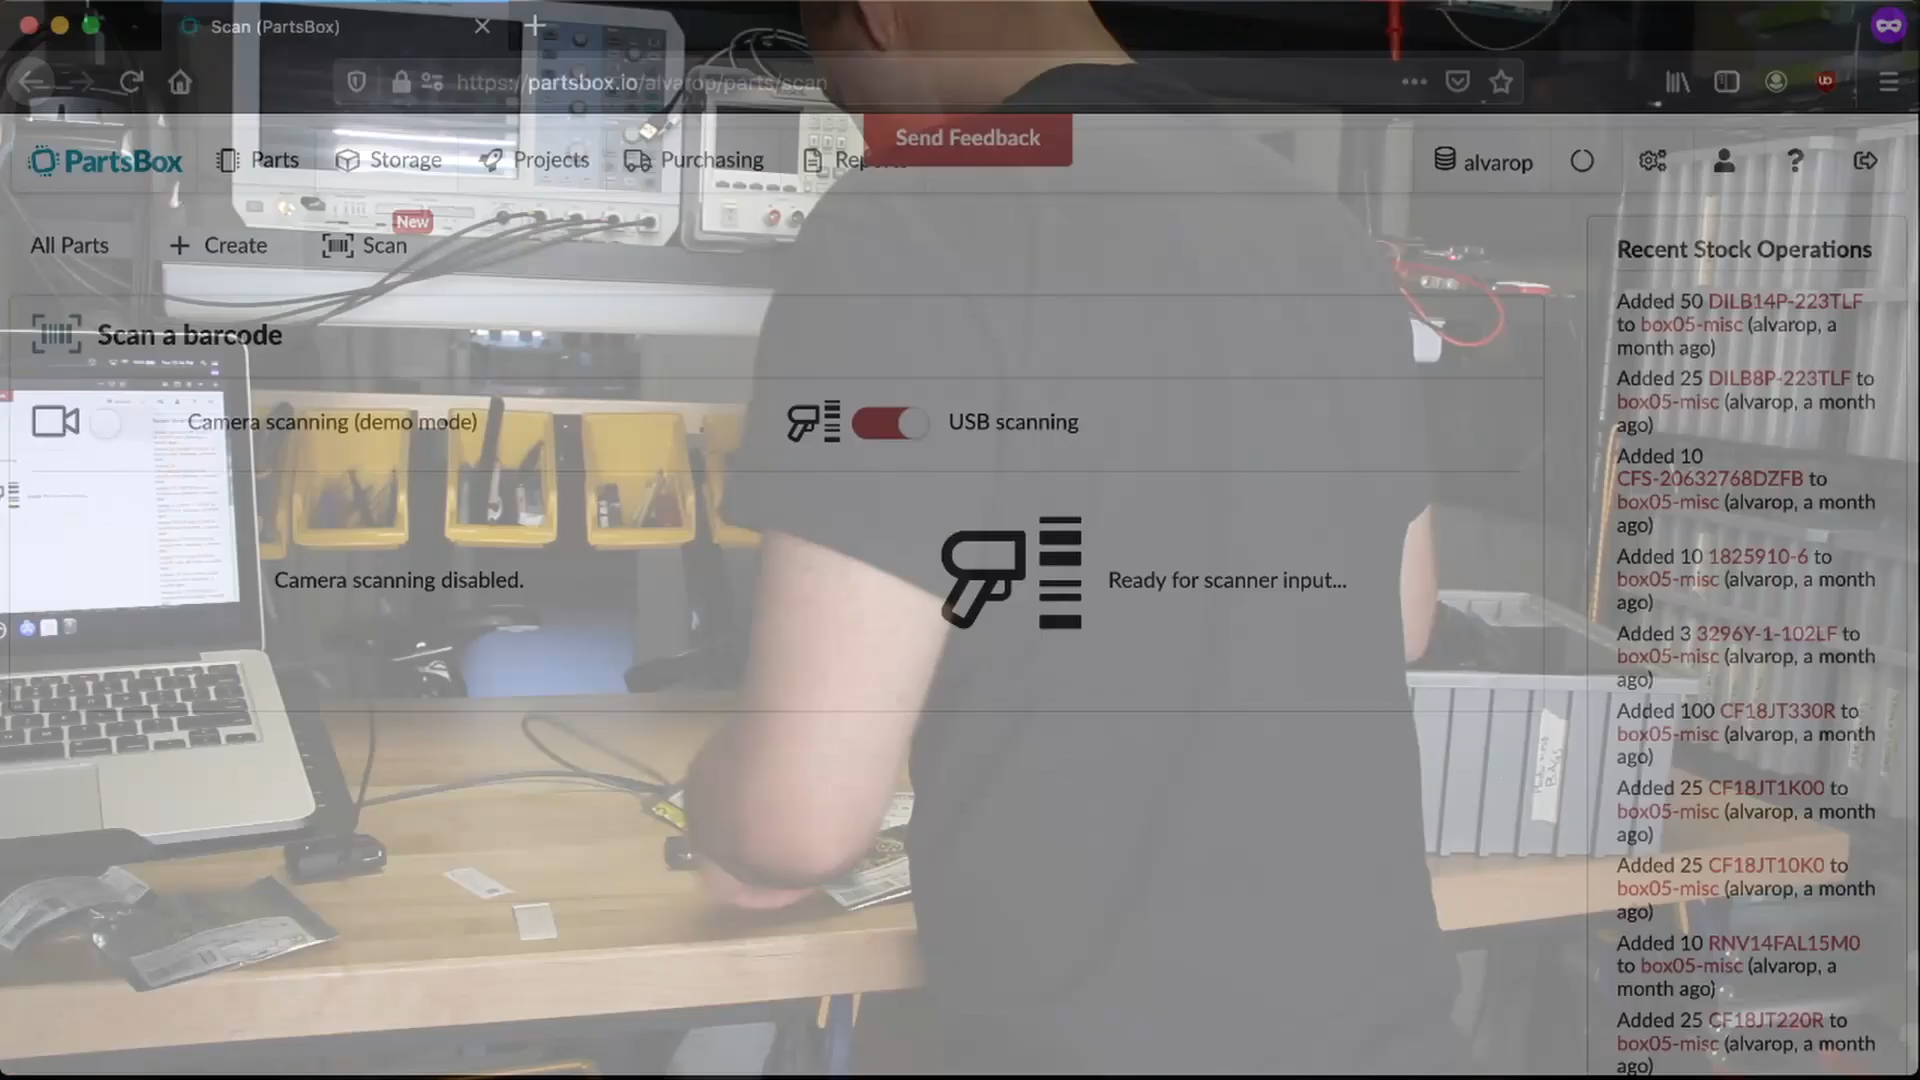 Scan (PartsBox)
https://partsbox.io/alvarop/parts/scan
Send Feedback
PartsBox Parts Storage Projects Purchasing alvarop
New
All Parts + Create Scan
Scan a barcode
Camera scanning (demo mode)
USB scanning
Camera scanning disabled.
Ready for scanner input...
Recent Stock Operations
Added 50 DILB14P-223TLF
to box05-misc (alvarop, a
month ago)
Added 25 DILB8P-223TLF to
box05-misc (alvarop, a month
ago)
Added 10
CFS-20632768DZFB to
box05-misc (alvarop, a month
ago)
Added 10 1825910-6 to
box05-misc (alvarop, a month
ago)
Added 3 3296Y-1-102LF to
box05-misc (alvarop, a month
ago)
Added 100 CF18JT330R to
box05-misc (alvarop, a month
ago)
Added 25 CF18JT1K00 to
box05-misc (alvarop, a month
ago)
Added 25 CF18JT10K0 to
box05-misc (alvarop, a month
ago)
Added 10 RNV14FAL15M0
to box05-misc (alvarop, a
month ago)
Added 25 CF18JT220R to
box05-misc (alvarop, a month
ago)